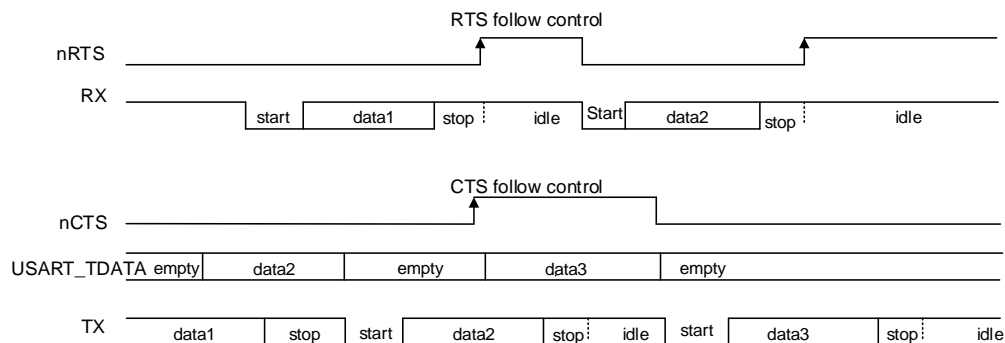 RTS follow control
nRTS
RX
start data1 stop idle Start data2 stop idle
CTS follow control
nCTS
USART_TDATA empty data2 empty data3 empty
TX data1 stop start data2 stop idle start data3 stop idle